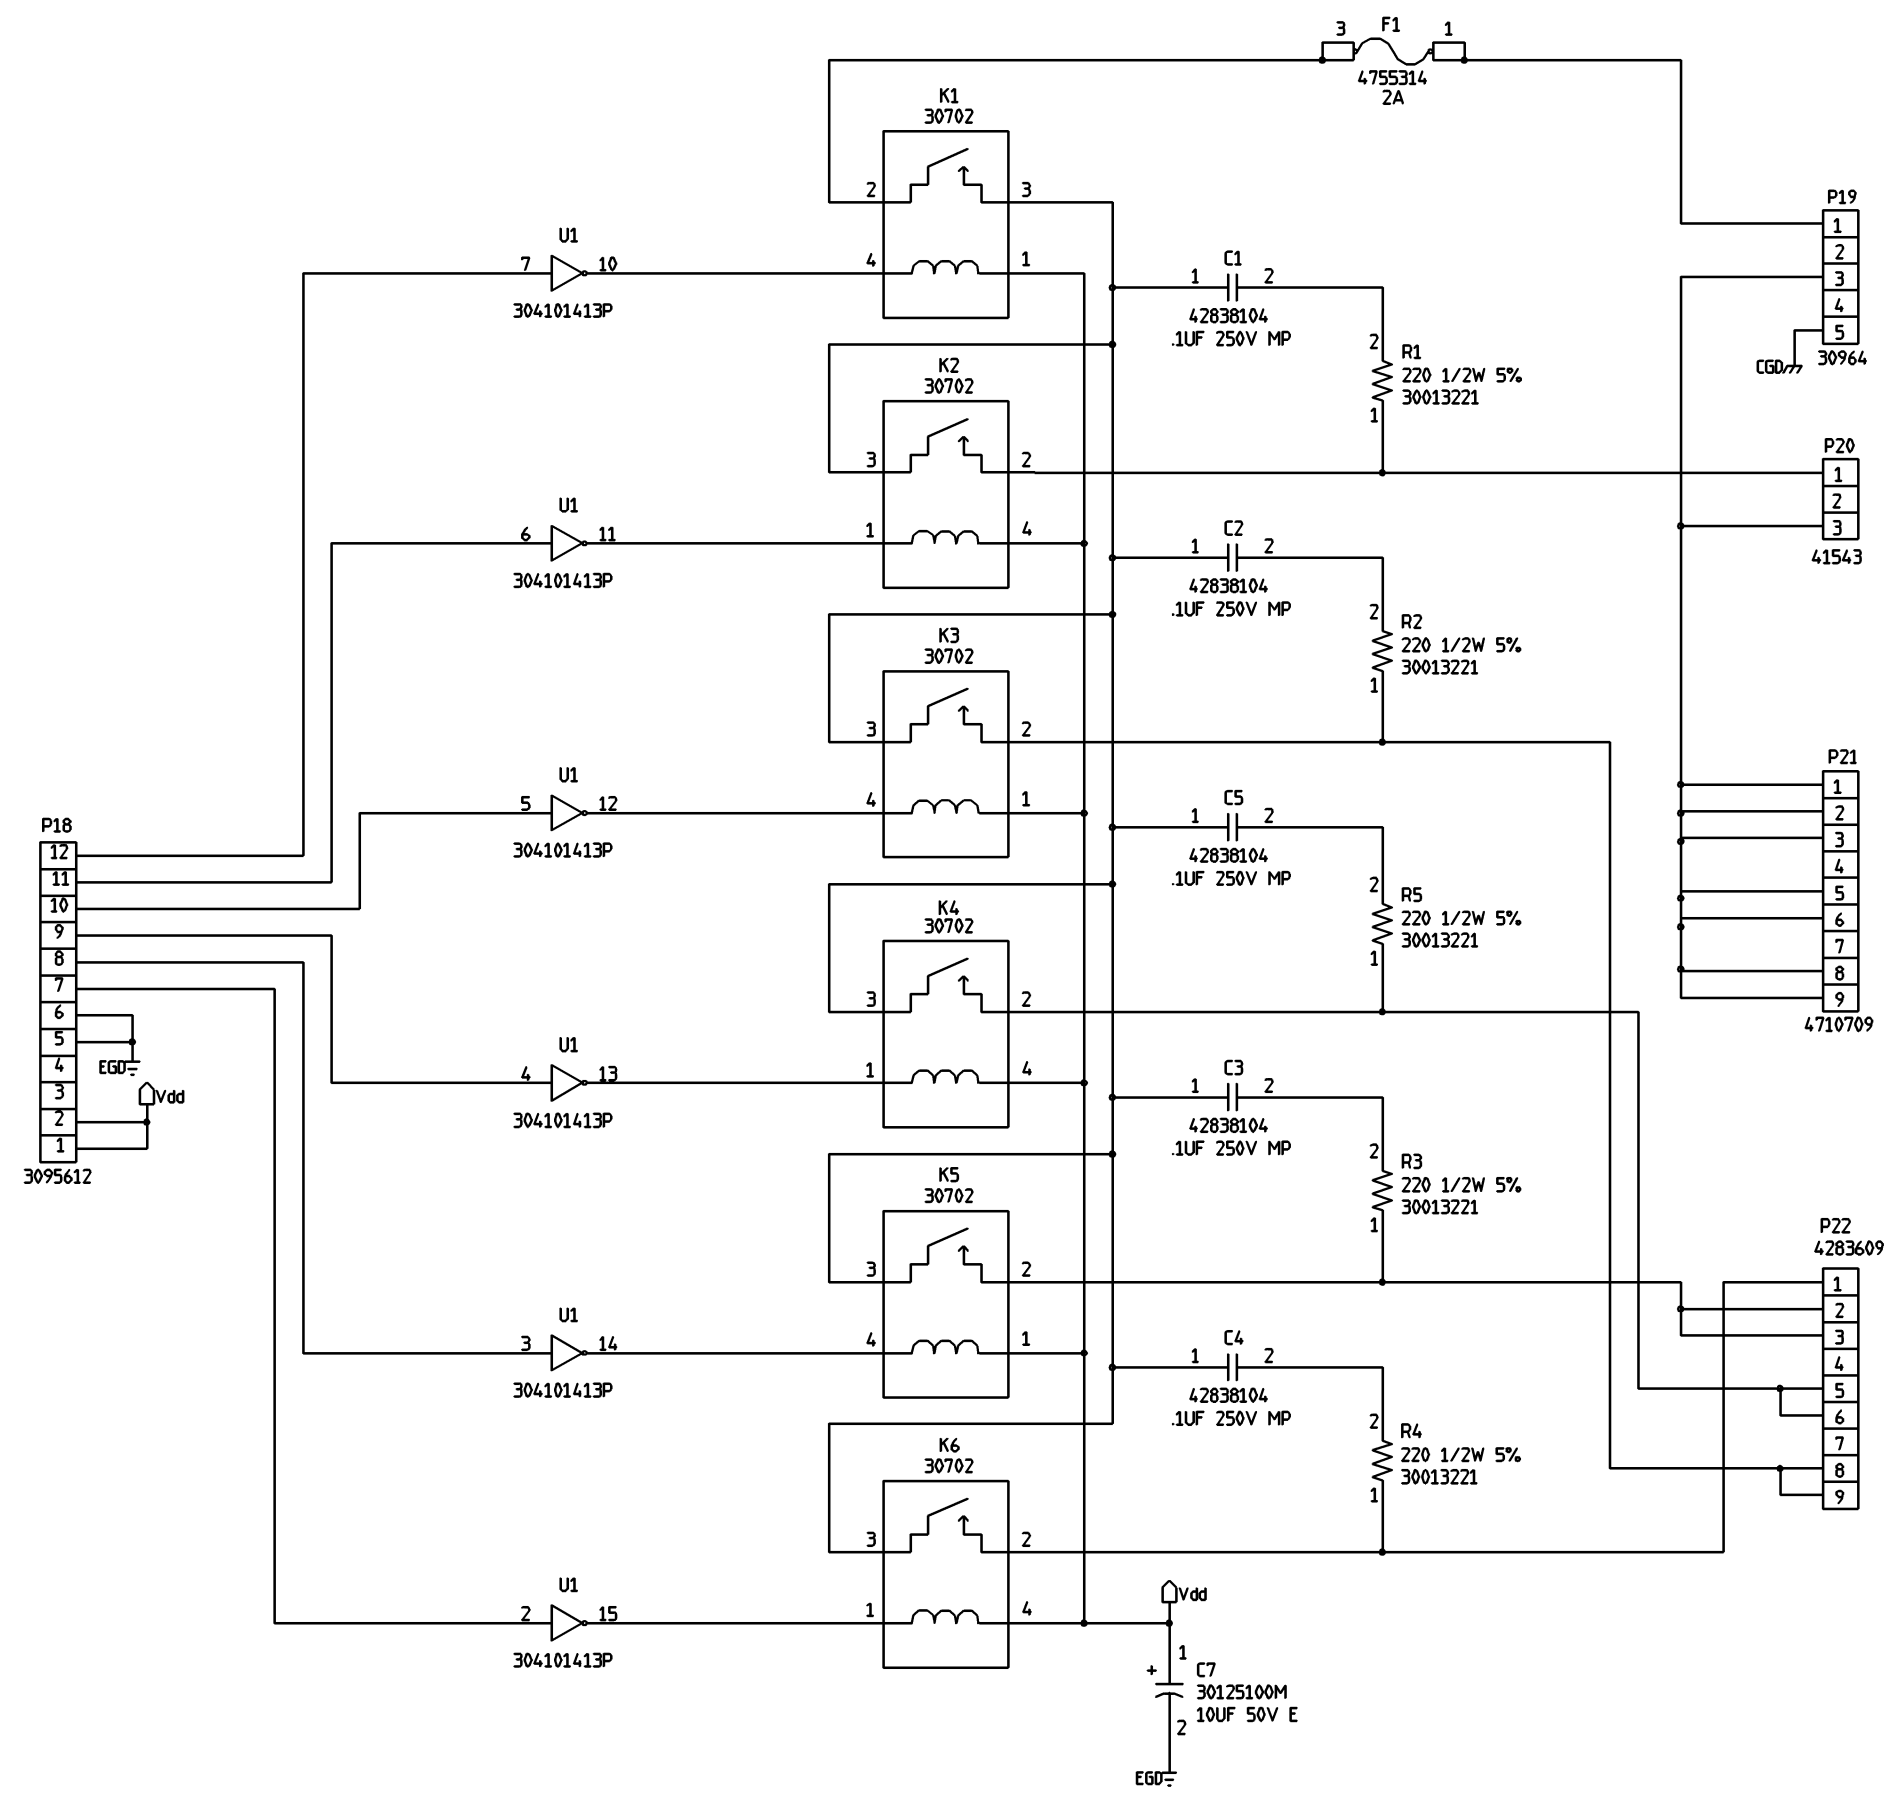 3 F1 1
4755314
2A
K1
30702
2 3
4 1
U1
7 10
304101413P
C1
1 2
42838104
.1UF 250V MP
2
R1
220 1/2W 5%
30013221
1
P19
1
2
3
4
5
30964
CGD
K2
30702
3 2
1 4
U1
6 11
304101413P
P20
1
2
3
41543
C2
1 2
42838104
.1UF 250V MP
2
R2
220 1/2W 5%
30013221
1
K3
30702
3 2
4 1
U1
5 12
304101413P
P21
1
2
3
4
5
6
7
8
9
4710709
C5
1 2
42838104
.1UF 250V MP
2
R5
220 1/2W 5%
30013221
1
P18
12
11
10
9
8
7
6
5
4
3
2
1
3095612
EGD
Vdd
K4
30702
3 2
1 4
U1
4 13
304101413P
C3
1 2
42838104
.1UF 250V MP
2
R3
220 1/2W 5%
30013221
1
K5
30702
3 2
4 1
U1
3 14
304101413P
P22
4283609
1
2
3
4
5
6
7
8
9
C4
1 2
42838104
.1UF 250V MP
2
R4
220 1/2W 5%
30013221
1
K6
30702
3 2
1 4
U1
2 15
304101413P
Vdd
1
+
C7
30125100M
10UF 50V E
2
EGD